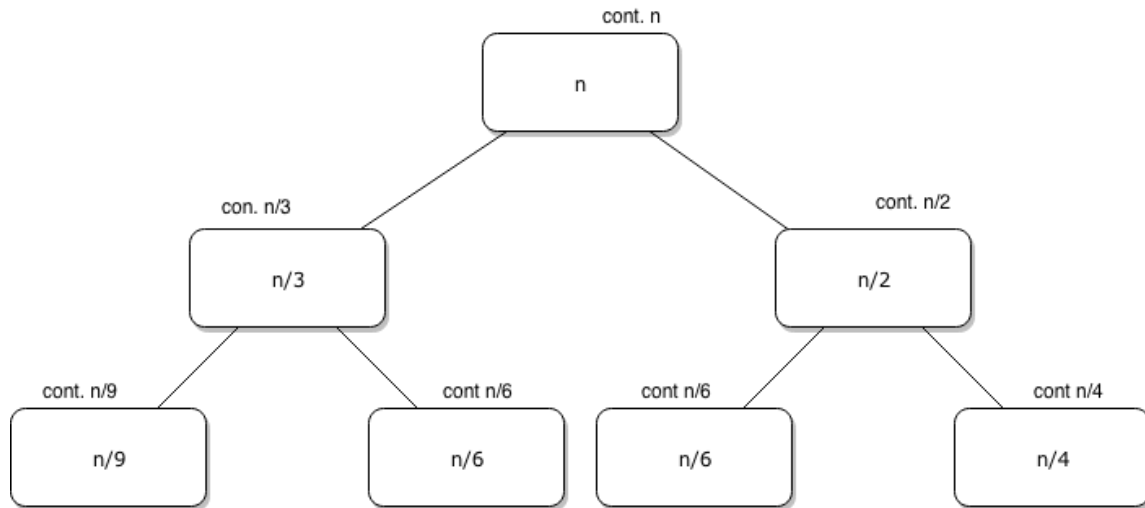 cont. n
n
con. n/3
cont. n/2
n/3
n/2
cont. n/9
cont n/6
cont n/6
cont n/4
n/9
n/6
n/6
n/4